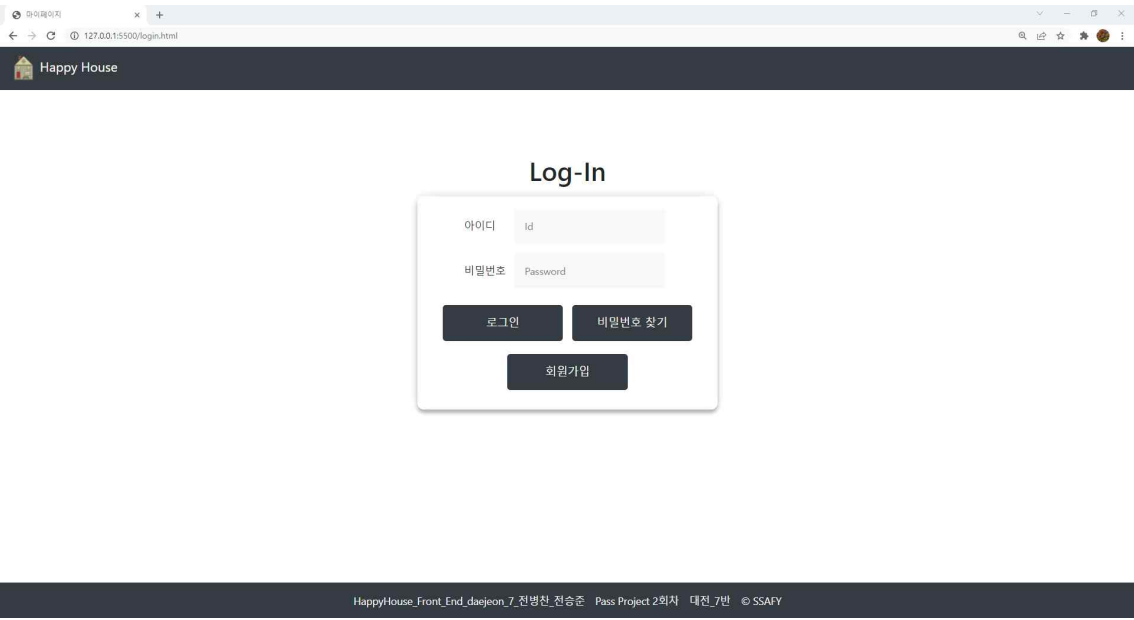 마이페이지
127.0.0.1:5500/login.html
Happy House
Log-In
아이디 Id
비밀번호 Password
로그인 비밀번호 찾기
회원가입
HappyHouse_Front_End_daejeon_7_전병찬_전승준 Pass Project 2회차 대전_7반 © SSAFY